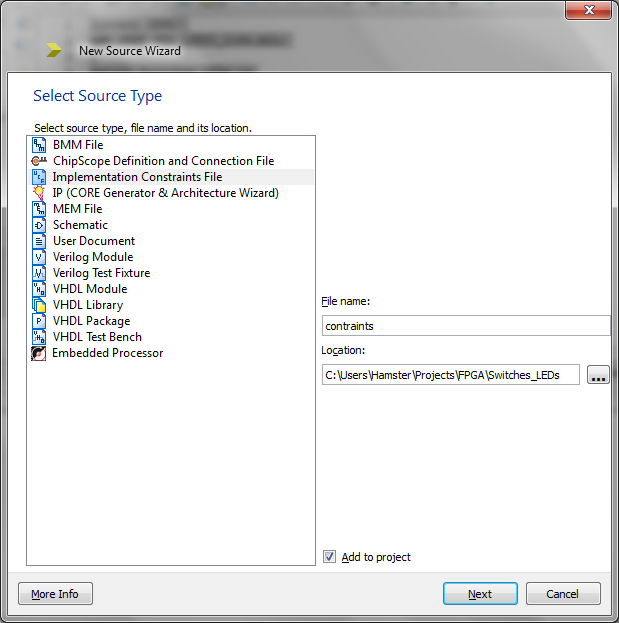 New Source Wizard
Select Source Type
Select source type, file name and its location.
BMM File
ChipScope Definition and Connection File
Implementation Constraints File
IP (CORE Generator & Architecture Wizard)
MEM File
Schematic
User Document
Verilog Module
Verilog Test Fixture
VHDL Module
VHDL Library
VHDL Package
VHDL Test Bench
Embedded Processor
File name:
contraints
Location:
C:\Users\Hamster\Projects\FPGA\Switches_LEDs
...
Add to project
More Info
Next
Cancel